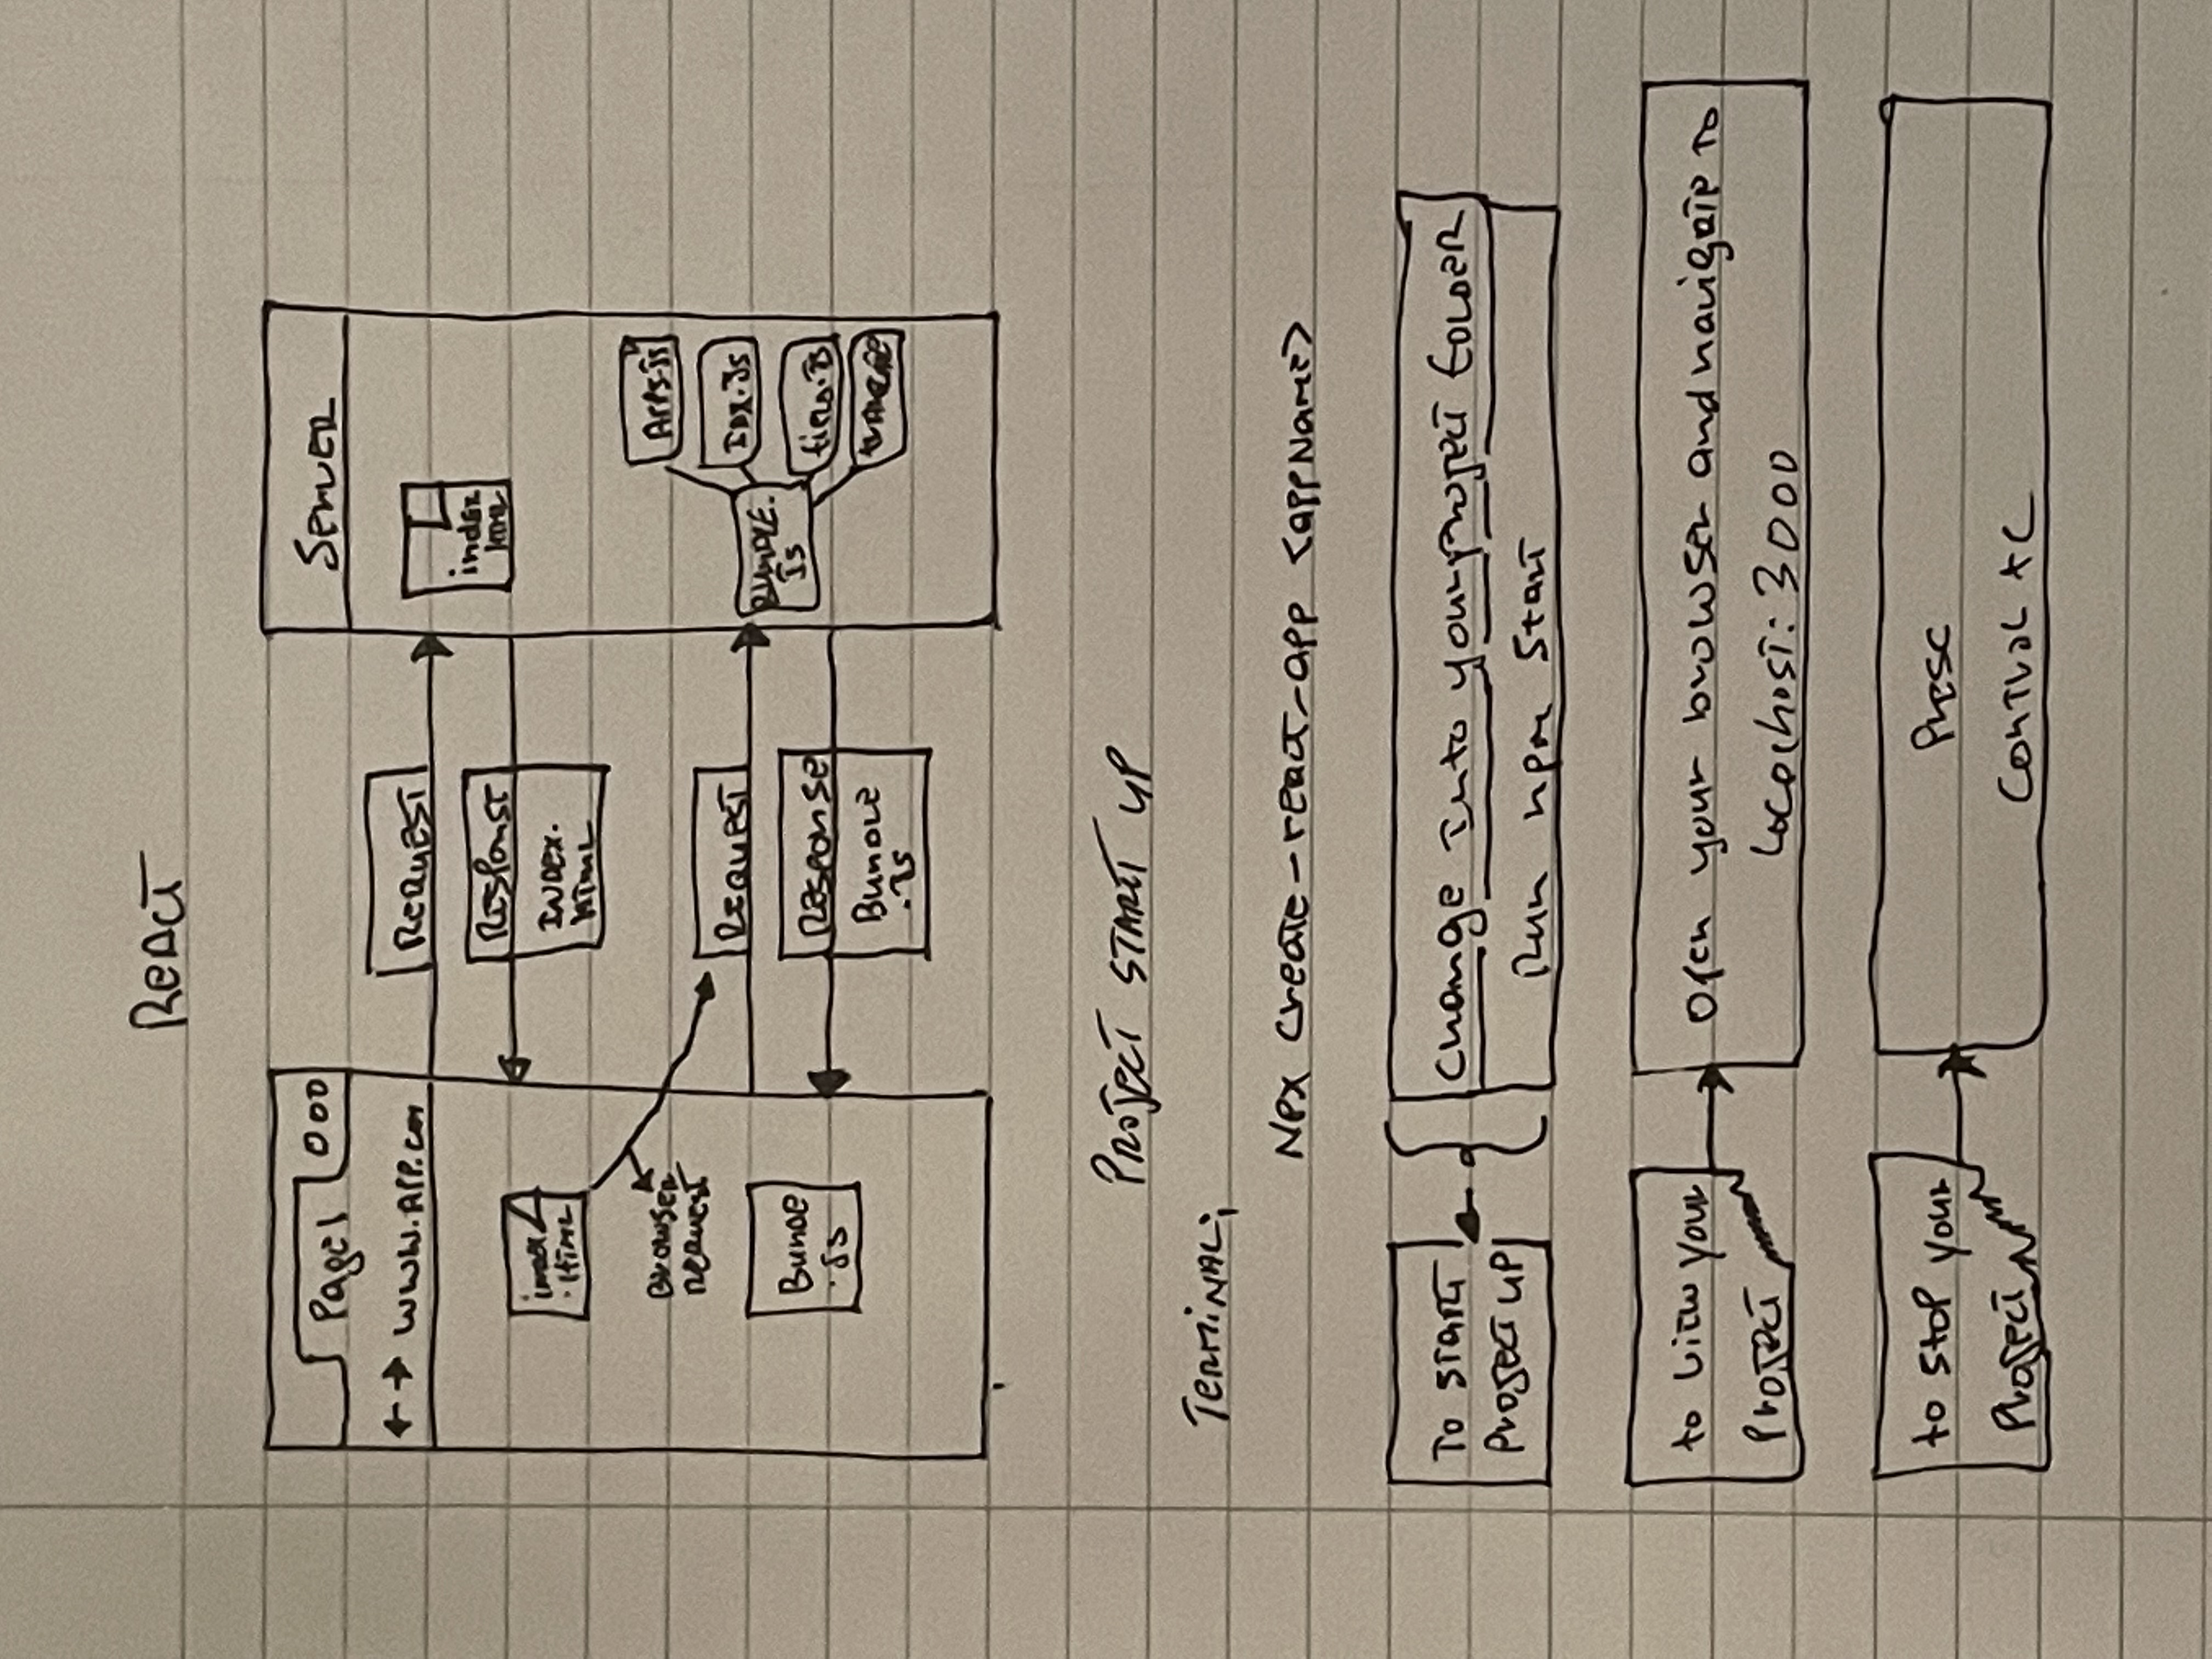 REACT
Page1 000
www.App.com
SERVER
REQUEST
index
html
RESPONSE
INDEX.
HTML
index
.HTML
BROWSER
REQUEST
REQUEST
Apps.js
IDX.Js
BUNDLE.
Js
field.Js
Bunde
.JS
RESPONSE
BUNDLE
.Js
PROJECT START UP
TERMINAL;
Npx create-react-app <appName>
To START
Project UP
Change Into your project folder
Run npm Start
to view your
Project
Open your browser and navigate to
Localhost: 3000
to stop your
Project
Press
Control + C